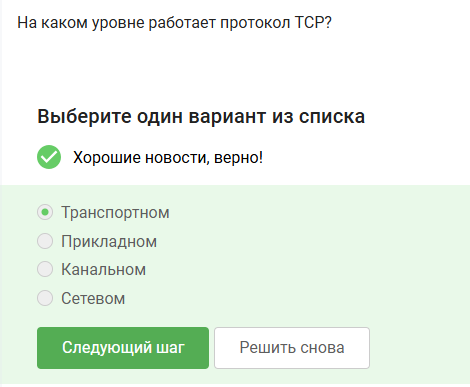 На каком уровне работает протокол TCP?
Выберите один вариант из списка
Хорошие новости, верно!
Транспортном
Прикладном
Канальном
Сетевом
Следующий шаг
Решить снова